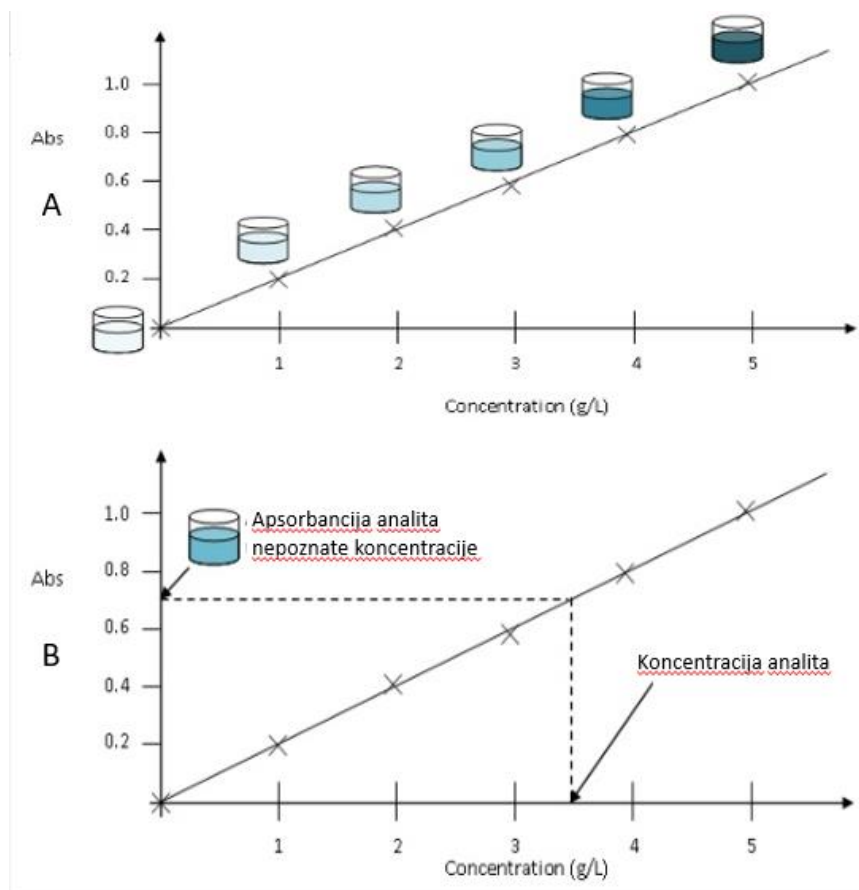 1.0
Abs
0.8
A
0.6
0.4
0.2
1 2 3 4 5
Concentration (g/L)
1.0
Apsorbancija analita
nepoznate koncentracije
0.8
Abs
0.6
B
Koncentracija analita
0.4
0.2
1 2 3 4 5
Concentration (g/L)